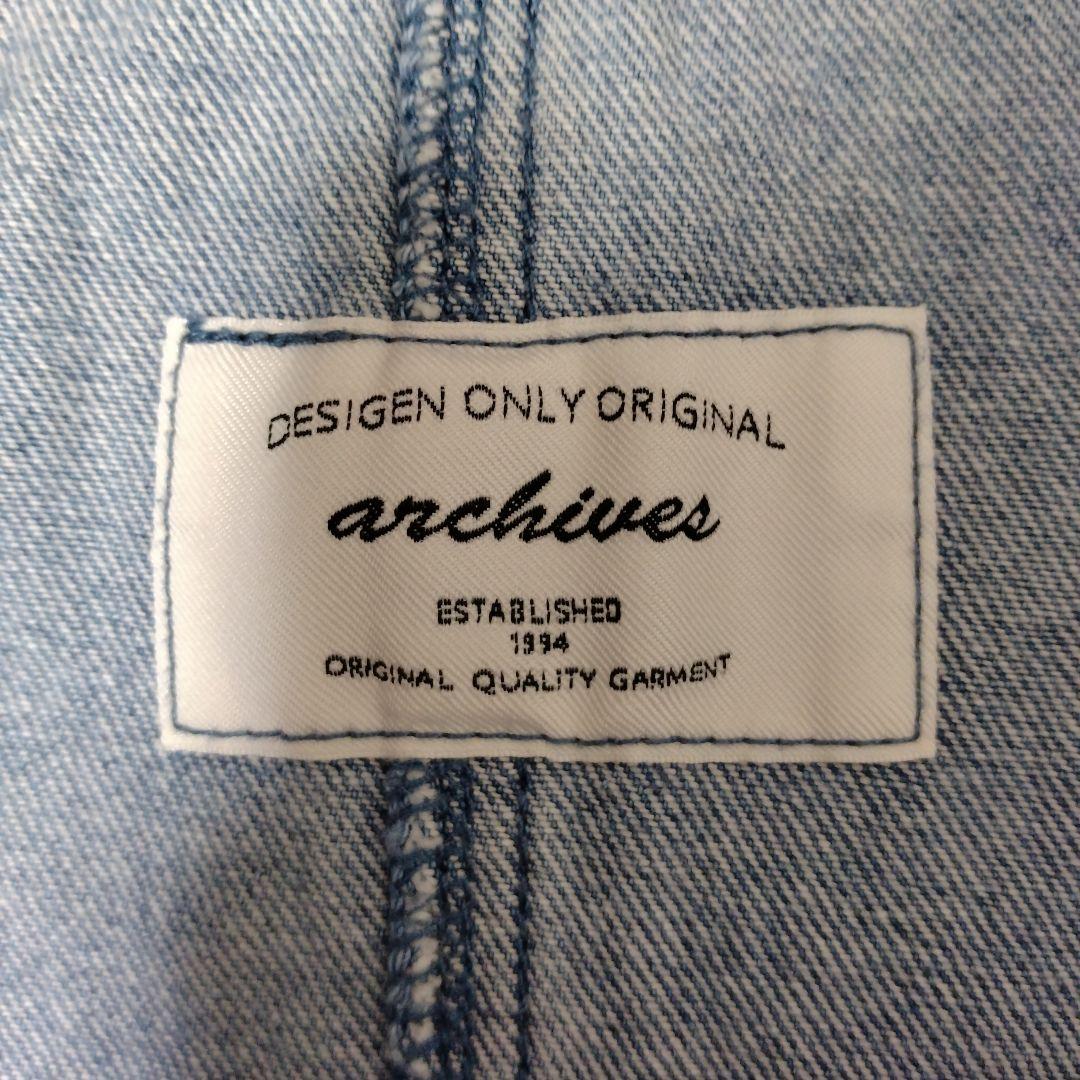 DESIGEN ONLY ORIGINAL
archives
ESTABLISHED
1994
ORIGINAL QUALITY GARMENT